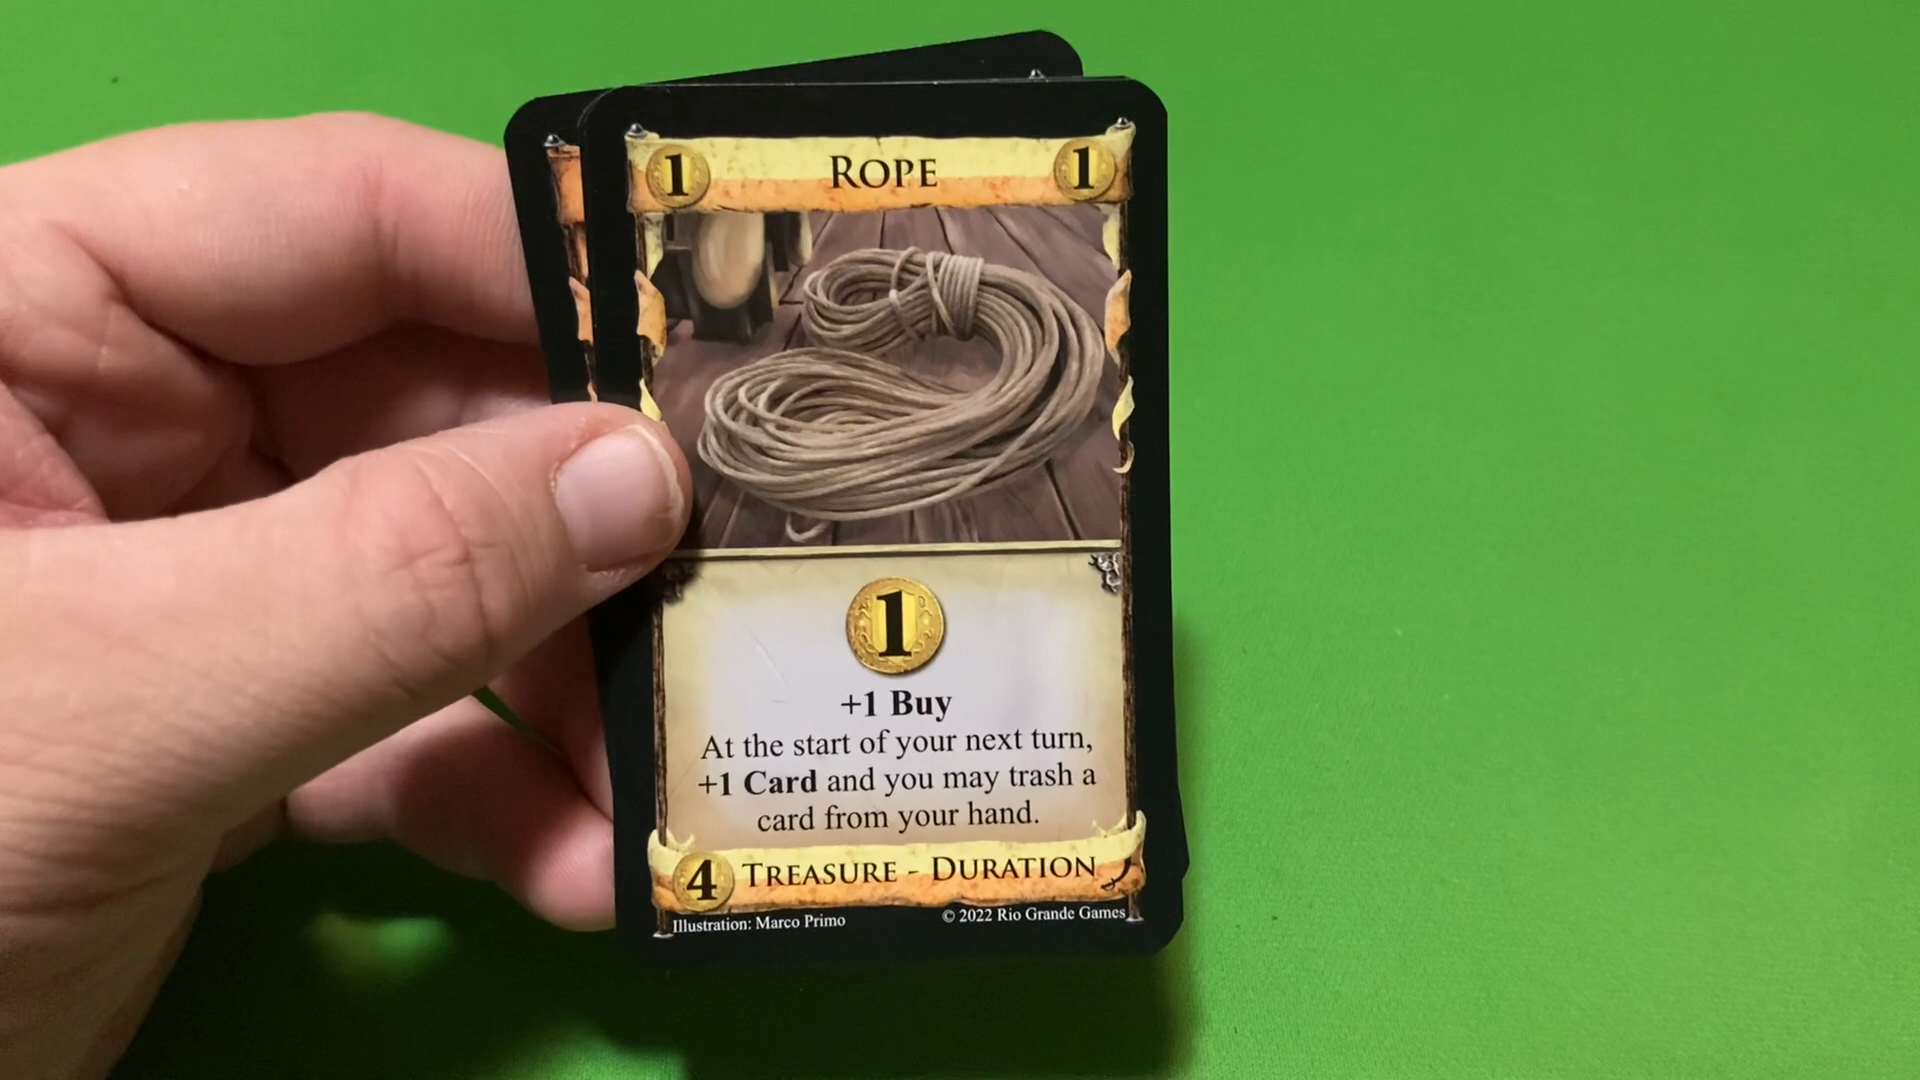 1 ROPE 1
1
+1 Buy
At the start of your next turn,
+1 Card and you may trash a
card from your hand.
4 TREASURE - DURATION
Illustration: Marco Primo © 2022 Rio Grande Games